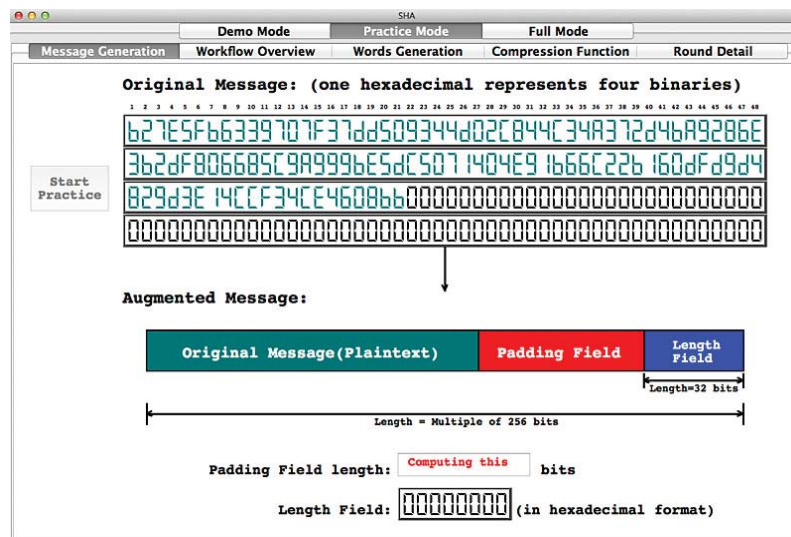 SHA
Demo Mode Practice Mode Full Mode
Message Generation Workflow Overview Words Generation Compression Function Round Detail
Original Message: (one hexadecimal represents four binaries)
1 2 3 4 5 6 7 8 9 10 11 12 13 14 15 16 17 18 19 20 21 22 23 24 25 26 27 28 29 30 31 32 33 34 35 36 37 38 39 40 41 42 43 44 45 46 47 48
b27E5Fb6339707F37dd509344d02C844C34A372d4bA9286E
3b2dF806685C9A999bE5dC5071404E91b66C22b160dFd9d4
829d3E14CCF34CE4608bb000000000000000000000000000
000000000000000000000000000000000000000000000000
Start
Practice
Augmented Message:
Original Message(Plaintext) Padding Field Length
Field
Length=32 bits
Length = Multiple of 256 bits
Padding Field length: Computing this bits
Length Field: 00000000 (in hexadecimal format)